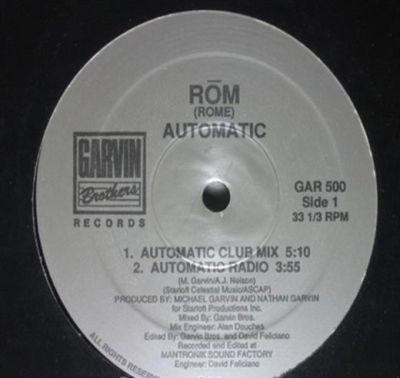 RŌM
(ROME)
AUTOMATIC
GARVIN
Brothers
RECORDS
GAR 500
Side 1
33 1/3 RPM
1. AUTOMATIC CLUB MIX 5:10
2. AUTOMATIC RADIO 3:55
(M. Garvin/A.J. Nelson)
(Starloft Celestial Music/ASCAP)
PRODUCED BY: MICHAEL GARVIN AND NATHAN GARVIN
for Starloft Productions Inc.
Mixed By: Garvin Bros.
Mix Engineer: Alan Douches
Edited By: Garvin Bros. and David Feliciano
Recorded and Edited at
MANTRONIK SOUND FACTORY
Engineer: David Feliciano
ALL RIGHTS RESER